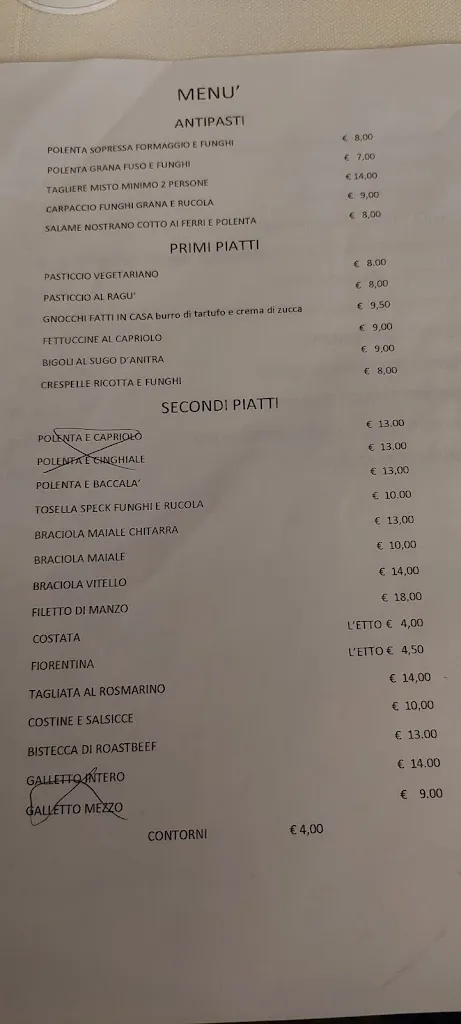 MENU'
ANTIPASTI
POLENTA SOPRESSA FORMAGGIO E FUNGHI € 8,00
POLENTA GRANA FUSO E FUNGHI € 7,00
TAGLIERE MISTO MINIMO 2 PERSONE € 14,00
CARPACCIO FUNGHI GRANA E RUCOLA € 9,00
SALAME NOSTRANO COTTO AI FERRI E POLENTA € 8,00
PRIMI PIATTI
PASTICCIO VEGETARIANO € 8.00
PASTICCIO AL RAGU' € 8,00
GNOCCHI FATTI IN CASA burro di tartufo e crema di zucca € 9,50
FETTUCCINE AL CAPRIOLO € 9,00
BIGOLI AL SUGO D'ANITRA € 9,00
CRESPELLE RICOTTA E FUNGHI € 8,00
SECONDI PIATTI
POLENTA E CAPRIOLO € 13.00
POLENTA E CINGHIALE € 13.00
POLENTA E BACCALA' € 13,00
TOSELLA SPECK FUNGHI E RUCOLA € 10.00
BRACIOLA MAIALE CHITARRA € 13,00
BRACIOLA MAIALE € 10,00
BRACIOLA VITELLO € 14,00
FILETTO DI MANZO € 18,00
COSTATA L'ETTO € 4,00
FIORENTINA L'ETTO € 4,50
TAGLIATA AL ROSMARINO € 14,00
COSTINE E SALSICCE € 10,00
BISTECCA DI ROASTBEEF € 13.00
GALLETTO INTERO € 14.00
GALLETTO MEZZO € 9.00
CONTORNI € 4,00